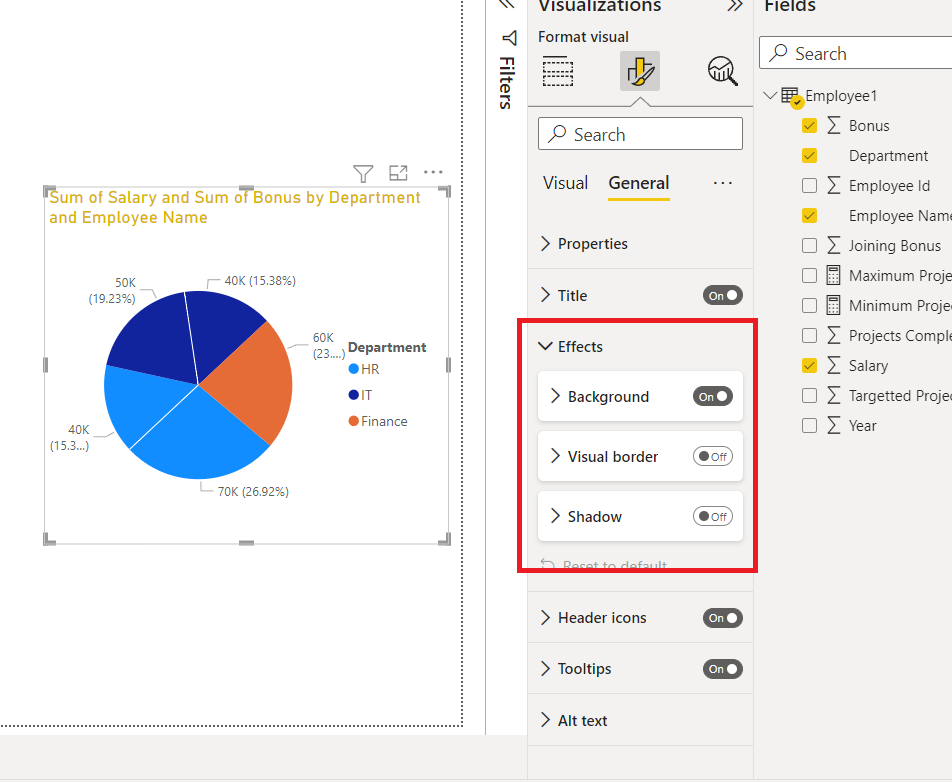 Sum of Salary and Sum of Bonus by Department
and Employee Name
50K
(19.23%)
40K (15.38%)
60K
(23....)
40K
(15.3...)
70K (26.92%)
Department
HR
IT
Finance
Filters
Visualizations
Format visual
Search
Visual
General
Properties
Title On
Effects
Background On
Visual border Off
Shadow Off
Reset to default
Header icons On
Tooltips On
Alt text
Fields
Search
Employee1
Bonus
Department
Employee Id
Employee Name
Joining Bonus
Maximum Proje
Minimum Projec
Projects Comple
Salary
Targetted Projec
Year